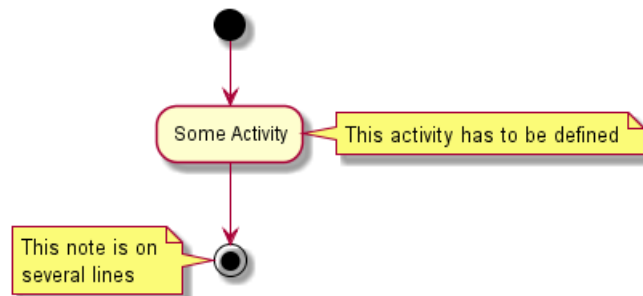 Some Activity
This activity has to be defined
This note is on
several lines